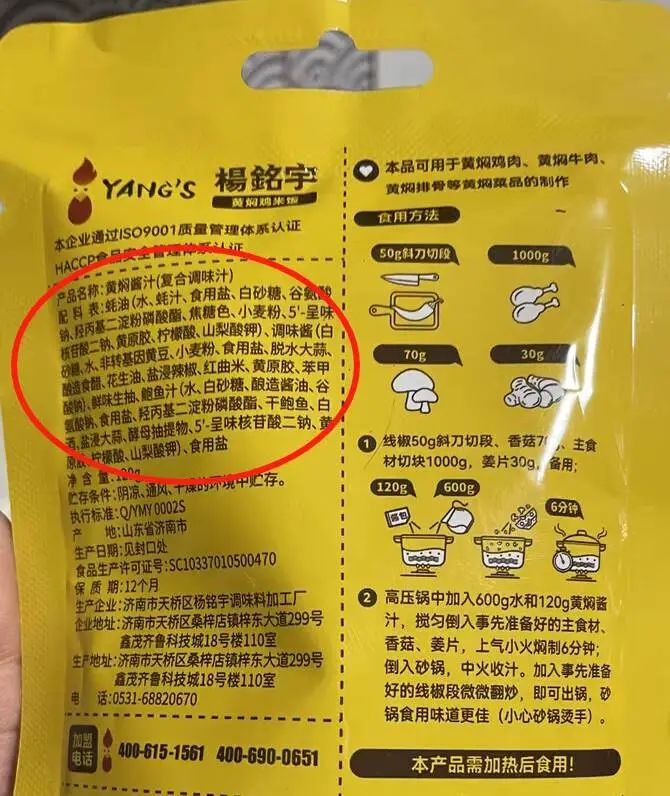 YANG'S 楊銘宇
黄焖鸡米饭
本企业通过ISO9001质量管理体系认证
HACCP食品安全管理体系认证
产品名称:黄焖酱汁(复合调味汁)
配 料 表:蚝油(水、蚝汁、食用盐、白砂糖、谷氨酸
钠、羟丙基二淀粉磷酸酯、焦糖色、小麦粉、5'-呈味
核苷酸二钠、黄原胶、柠檬酸、山梨酸钾)、调味酱(白
砂糖、水、非转基因黄豆、小麦粉、食用盐、脱水大蒜、
酿造食醋、花生油、盐浸辣椒、红曲米、黄原胶、苯甲
酸钠)、鲜味生抽、鲍鱼汁(水、白砂糖、酿造酱油、谷
氨酸钠、食用盐、羟丙基二淀粉磷酸酯、干鲍鱼、白
酒、盐浸大蒜、酵母抽提物、5'-呈味核苷酸二钠、黄
原胶、柠檬酸、山梨酸钾)、食用盐
净 含 量:120g
贮存条件:阴凉、通风、干燥的环境中贮存。
执行标准:Q/YMY 0002S
产 地:山东省济南市
生产日期:见封口处
食品生产许可证号:SC10337010500470
保 质 期:12个月
生产企业:济南市天桥区杨铭宇调味料加工厂
企业地址:济南市天桥区桑梓店镇梓东大道299号
鑫茂齐鲁科技城18号楼110室
生产地址:济南市天桥区桑梓店镇梓东大道299号
鑫茂齐鲁科技城18号楼110室
电 话:0531-68820670
加盟
电话
400-615-1561 400-690-0651
本品可用于黄焖鸡肉、黄焖牛肉、
黄焖排骨等黄焖菜品的制作
食用方法
50g斜刀切段
1000g
70g
30g
1 线椒50g斜刀切段、香菇70g、主食
材切块1000g,姜片30g,备用;
120g
600g
6分钟
2 高压锅中加入600g水和120g黄焖酱
汁,搅匀倒入事先准备好的主食材、
香菇、姜片,上气小火焖制6分钟;
倒入砂锅,中火收汁。加入事先准备
好的线椒段微微翻炒,即可出锅,砂
锅食用味道更佳(小心砂锅烫手)。
本产品需加热后食用!